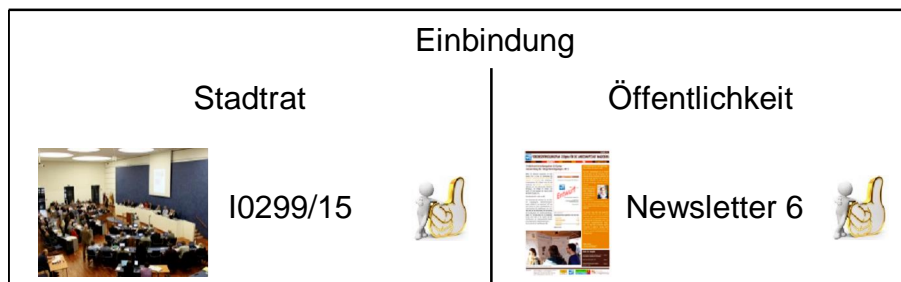 Einbindung
Stadtrat
Öffentlichkeit
I0299/15
Newsletter 6